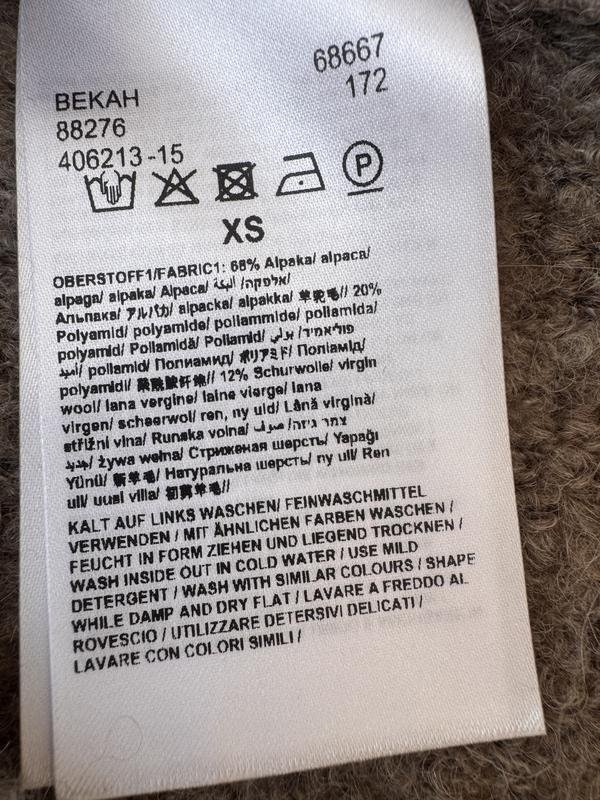 68667
172
BEKAH
88276
406213-15
P
XS
OBERSTOFF1/FABRIC1: 68% Alpaka/ alpaca/
alpaga/ alpaka/ Alpaca/ ألبكة /אלפקה/
Алпака/ アルパカ/ alpacka/ alpakka/ 羊驼毛// 20%
Polyamid/ polyamide/ poliammide/ poliamida/
polyamid/ Poliamidă/ Poliamid/ بولي /פוליאמיד/
أميد/ poliamid/ Полиамид/ ポリアミド/ Поліамід/
polyamidi/ 聚酰胺纤维// 12% Schurwolle/ virgin
wool/ lana vergine/ laine vierge/ lana
virgen/ scheerwol/ ren, ny uld/ Lână virgină/
střižní vlna/ Runska volna/ صوف /צמר גיזה/
جديد/ żywa wełna/ Стриженая шерсть/ Yapağı
Yünü/ 新羊毛/ Натуральна шерсть/ ny ull/ Ren
ull/ uusi villa/ 初剪羊毛//
KALT AUF LINKS WASCHEN/ FEINWASCHMITTEL
VERWENDEN / MIT ÄHNLICHEN FARBEN WASCHEN /
FEUCHT IN FORM ZIEHEN UND LIEGEND TROCKNEN /
WASH INSIDE OUT IN COLD WATER / USE MILD
DETERGENT / WASH WITH SIMILAR COLOURS / SHAPE
WHILE DAMP AND DRY FLAT / LAVARE A FREDDO AL
ROVESCIO / UTILIZZARE DETERSIVI DELICATI /
LAVARE CON COLORI SIMILI /